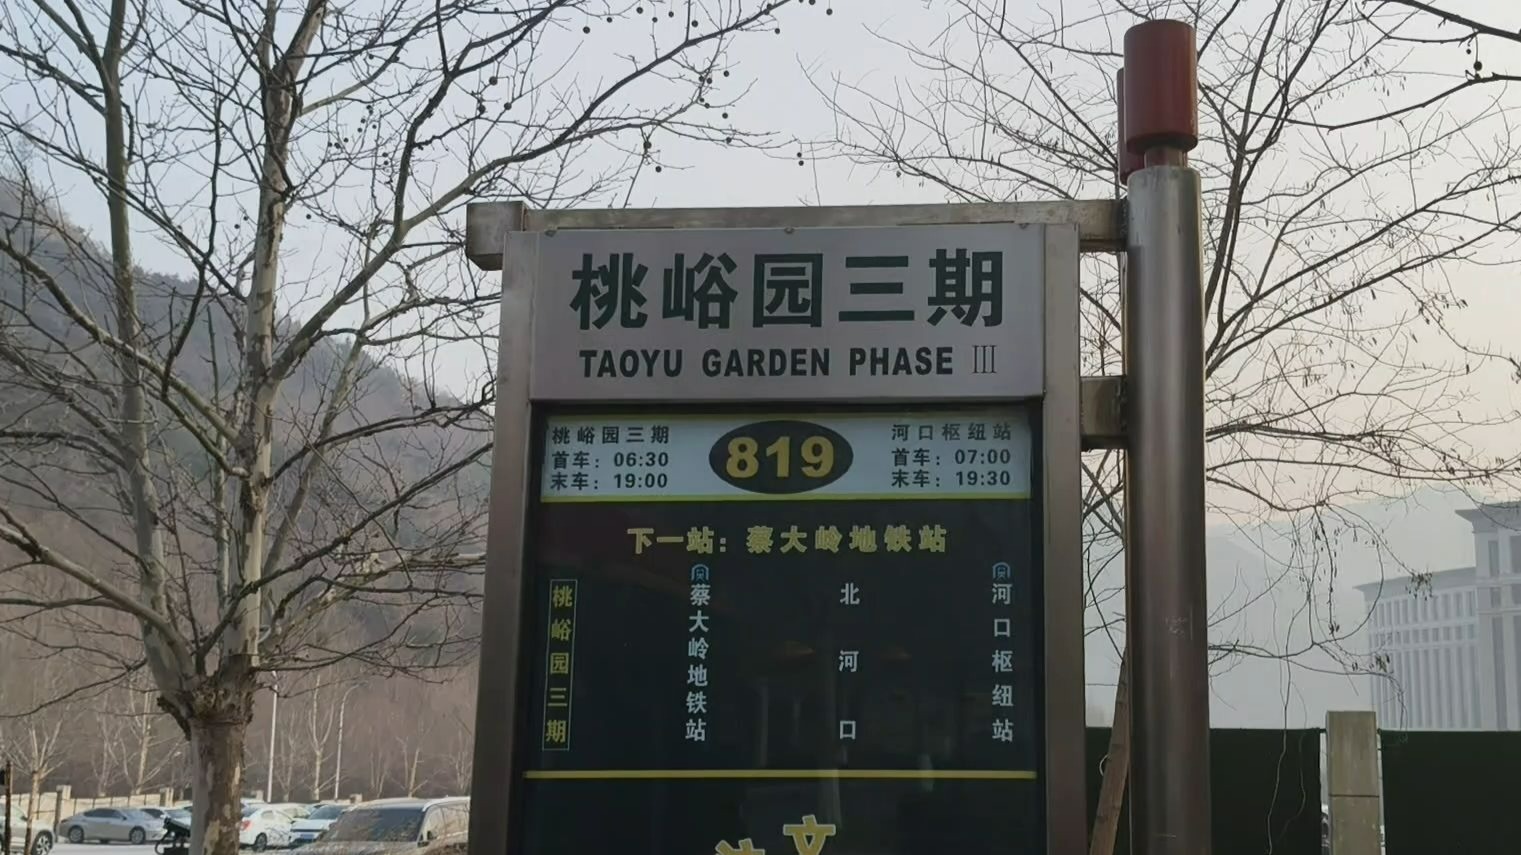 桃峪园三期
TAOYU GARDEN PHASE Ⅲ
桃峪园三期
首车：06:30
末车：19:00
819
河口枢纽站
首车：07:00
末车：19:30
下一站：蔡大岭地铁站
桃峪园三期
蔡大岭地铁站
北河口
河口枢纽站
文